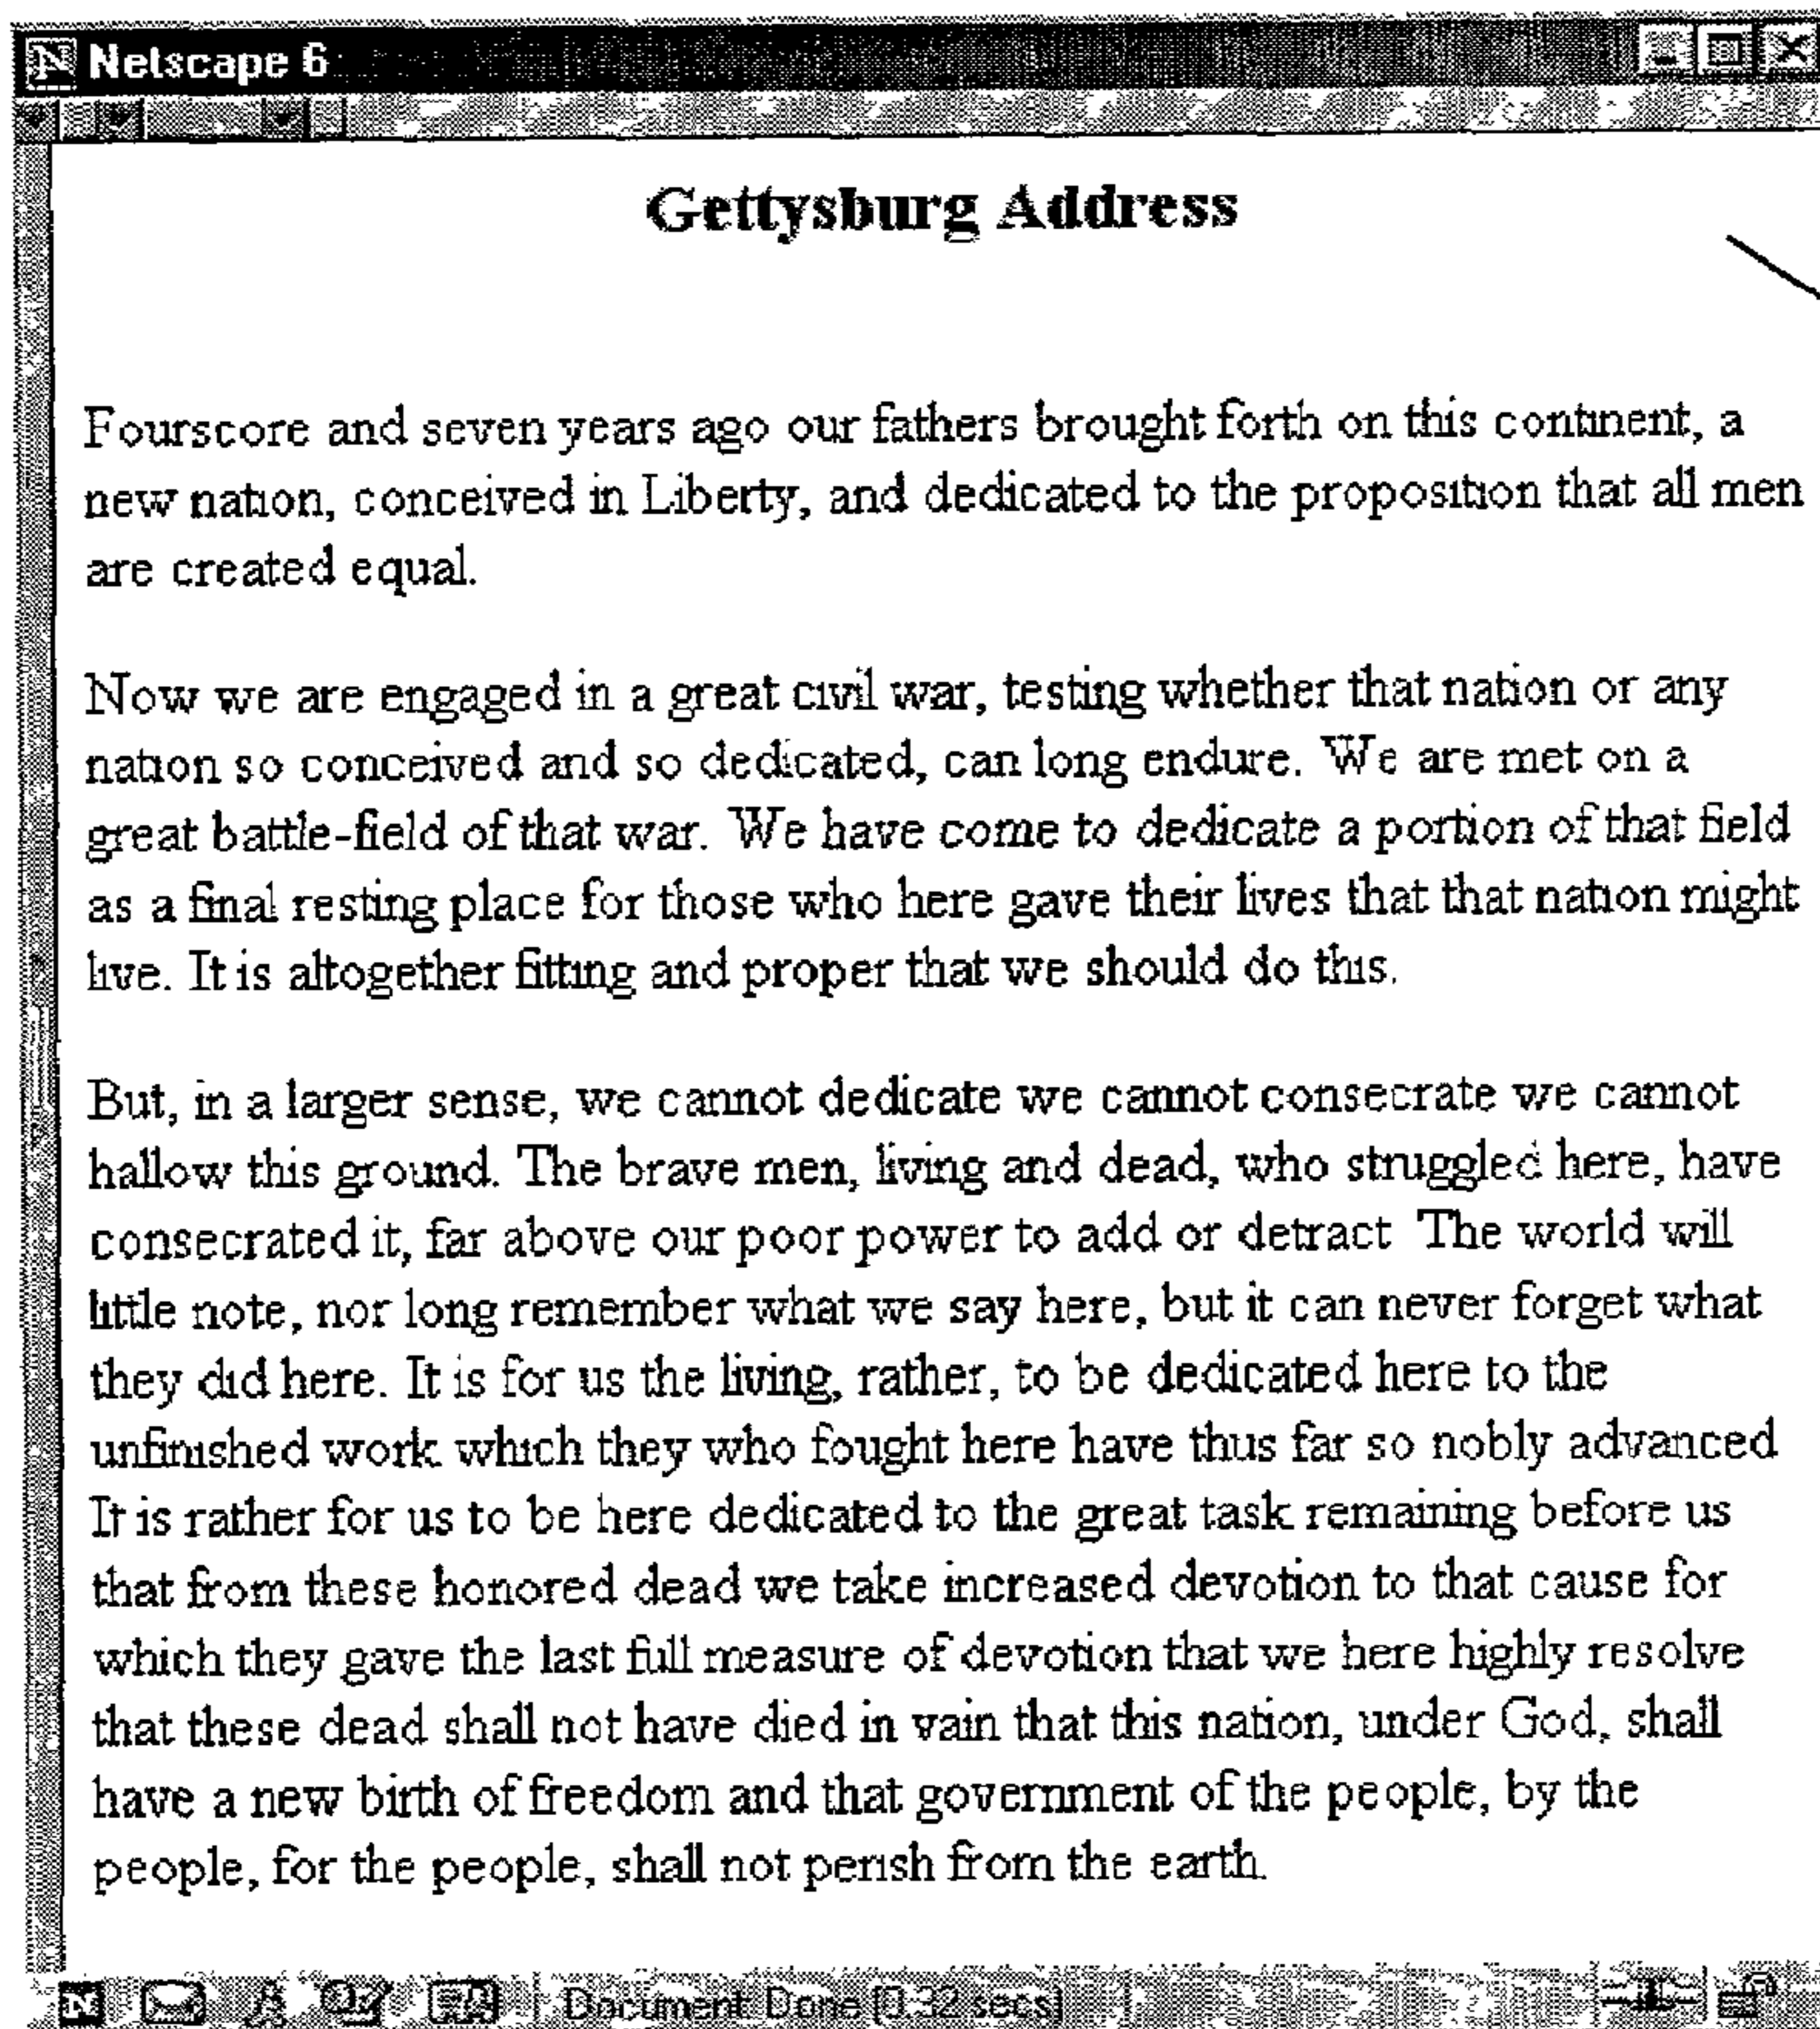 Netscape 6
Gettysburg Address
Fourscore and seven years ago our fathers brought forth on this continent, a
new nation, conceived in Liberty, and dedicated to the proposition that all men
are created equal.
Now we are engaged in a great civil war, testing whether that nation or any
nation so conceived and so dedicated, can long endure. We are met on a
great battle-field of that war. We have come to dedicate a portion of that field
as a final resting place for those who here gave their lives that that nation might
live. It is altogether fitting and proper that we should do this.
But, in a larger sense, we cannot dedicate we cannot consecrate we cannot
hallow this ground. The brave men, living and dead, who struggled here, have
consecrated it, far above our poor power to add or detract The world will
little note, nor long remember what we say here, but it can never forget what
they did here. It is for us the living, rather, to be dedicated here to the
unfinished work which they who fought here have thus far so nobly advanced
It is rather for us to be here dedicated to the great task remaining before us
that from these honored dead we take increased devotion to that cause for
which they gave the last full measure of devotion that we here highly resolve
that these dead shall not have died in vain that this nation, under God, shall
have a new birth of freedom and that government of the people, by the
people, for the people, shall not perish from the earth.
Document: Done (0.32 secs)